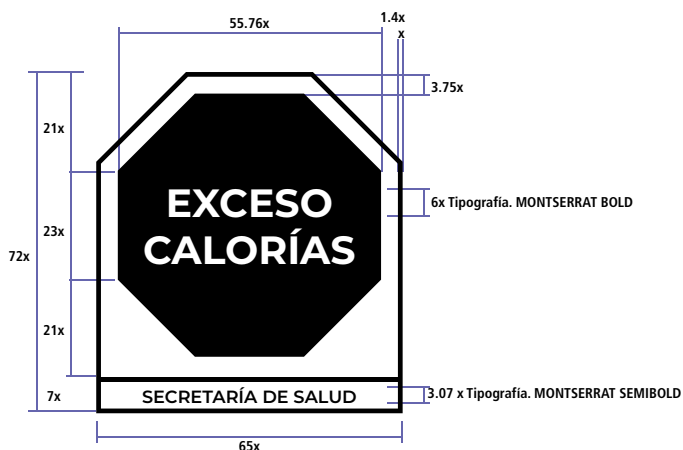 55.76x
1.4x
x
3.75x
21x
EXCESO
CALORÍAS
6x Tipografía. MONTSERRAT BOLD
23x
72x
21x
7x
SECRETARÍA DE SALUD
3.07 x Tipografía. MONTSERRAT SEMIBOLD
65x